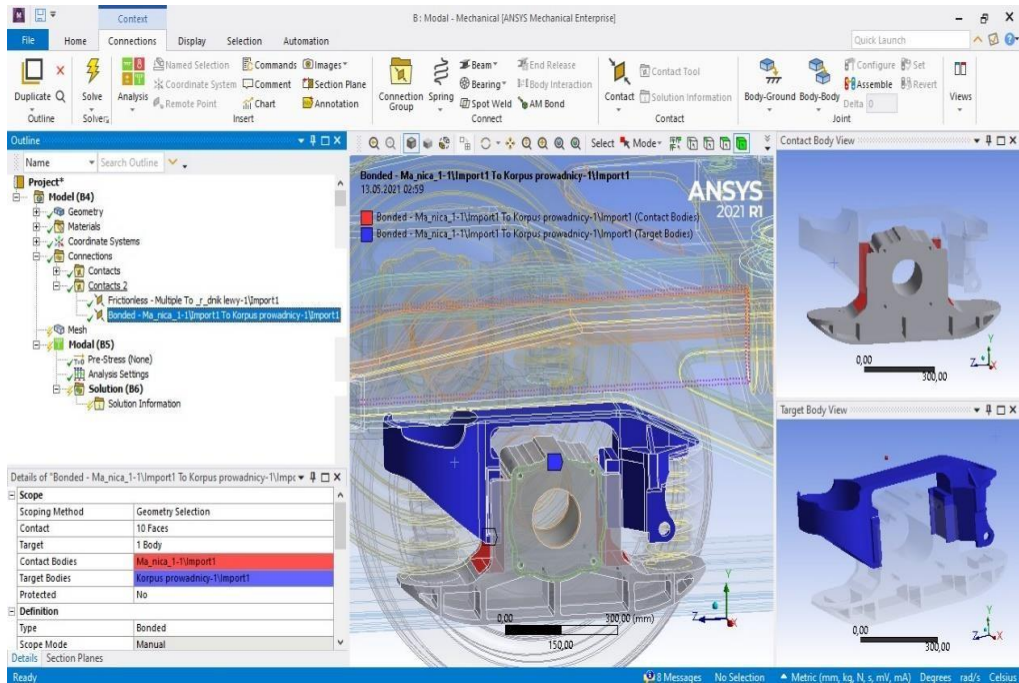 Context
B : Modal - Mechanical [ANSYS Mechanical Enterprise]
File Home Connections Display Selection Automation
Quick Launch
Duplicate
Outline
Solve
Solver
Analysis
Named Selection
Coordinate System
Remote Point
Commands
Comment
Chart
Images
Section Plane
Annotation
Insert
Connection Group
Spring
Beam
Bearing
Spot Weld
End Release
Body Interaction
AM Bond
Connect
Contact
Contact Tool
Solution Information
Contact
Body-Ground
Body-Body
Configure
Set
Assemble
Revert
Delta 0
Joint
Views
Outline
Name Search Outline
Project*
Model (B4)
Geometry
Materials
Coordinate Systems
Connections
Contacts
Contacts 2
Frictionless - Multiple To _r_dnik lewy-1\Import1
Bonded - Ma_nica_1-1\Import1 To Korpus prowadnicy-1\Import1
Mesh
Modal (B5)
Pre-Stress (None)
Analysis Settings
Solution (B6)
Solution Information
Details of "Bonded - Ma_nica_1-1\Import1 To Korpus prowadnicy-1\Impc
Scope
Scoping Method Geometry Selection
Contact 10 Faces
Target 1 Body
Contact Bodies Ma_nica_1-1\Import1
Target Bodies Korpus prowadnicy-1\Import1
Protected No
Definition
Type Bonded
Scope Mode Manual
Details Section Planes
Select Mode
Bonded - Ma_nica_1-1\Import1 To Korpus prowadnicy-1\Import1
13.05.2021 02:59
Bonded - Ma_nica_1-1\Import1 To Korpus prowadnicy-1\Import1 (Contact Bodies)
Bonded - Ma_nica_1-1\Import1 To Korpus prowadnicy-1\Import1 (Target Bodies)
ANSYS
2021 R1
0,00 300,00 (mm)
150,00
Y
Z
X
Contact Body View
0,00
300,00
Y
Z
X
Target Body View
0,00
300,00
Y
Z
X
Ready
8 Messages No Selection Metric (mm, kg, N, s, mV, mA) Degrees rad/s Celsius